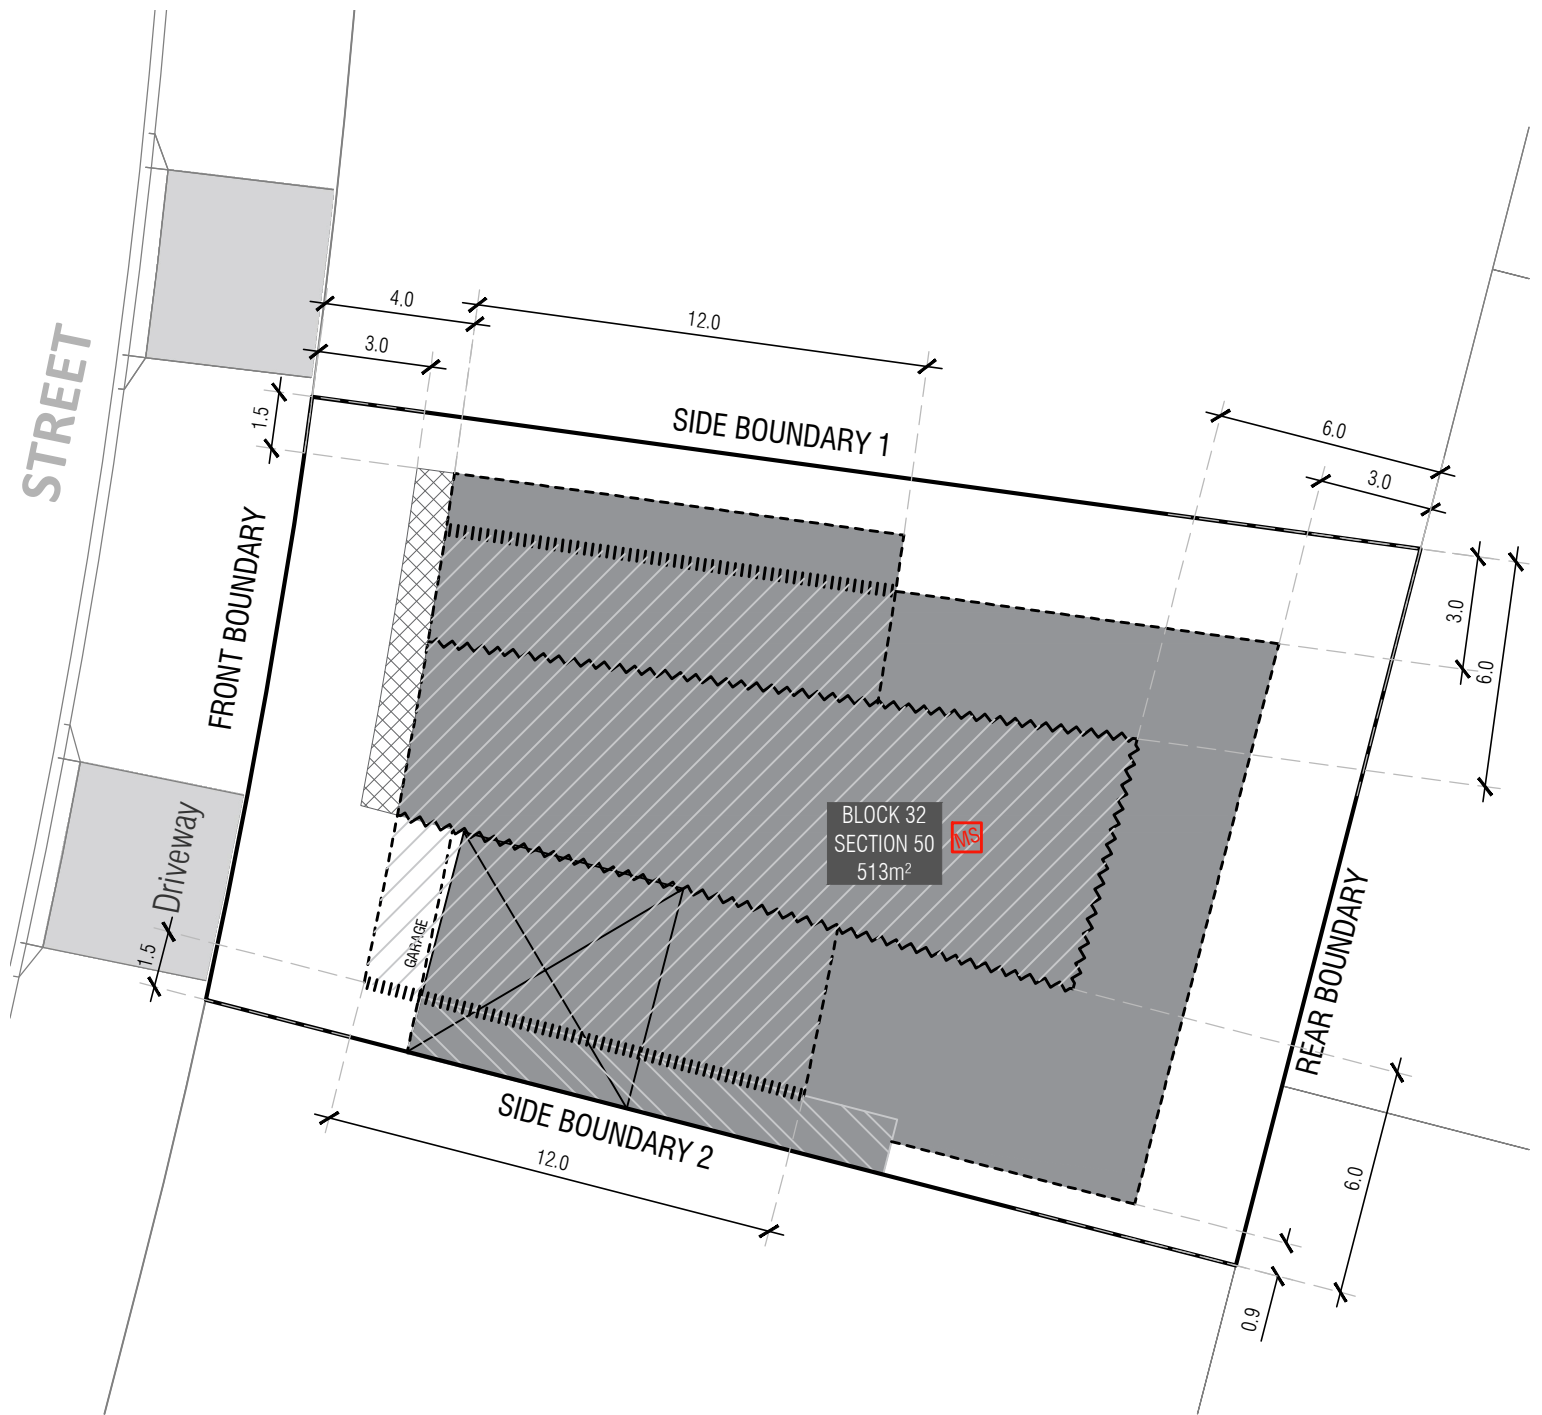 4.0
12.0
3.0
STREET
1.5
SIDE BOUNDARY 1
6.0
3.0
FRONT BOUNDARY
3.0
6.0
BLOCK 32
SECTION 50
513m²
MS
Driveway
GARAGE
1.5
REAR BOUNDARY
SIDE BOUNDARY 2
12.0
6.0
0.9